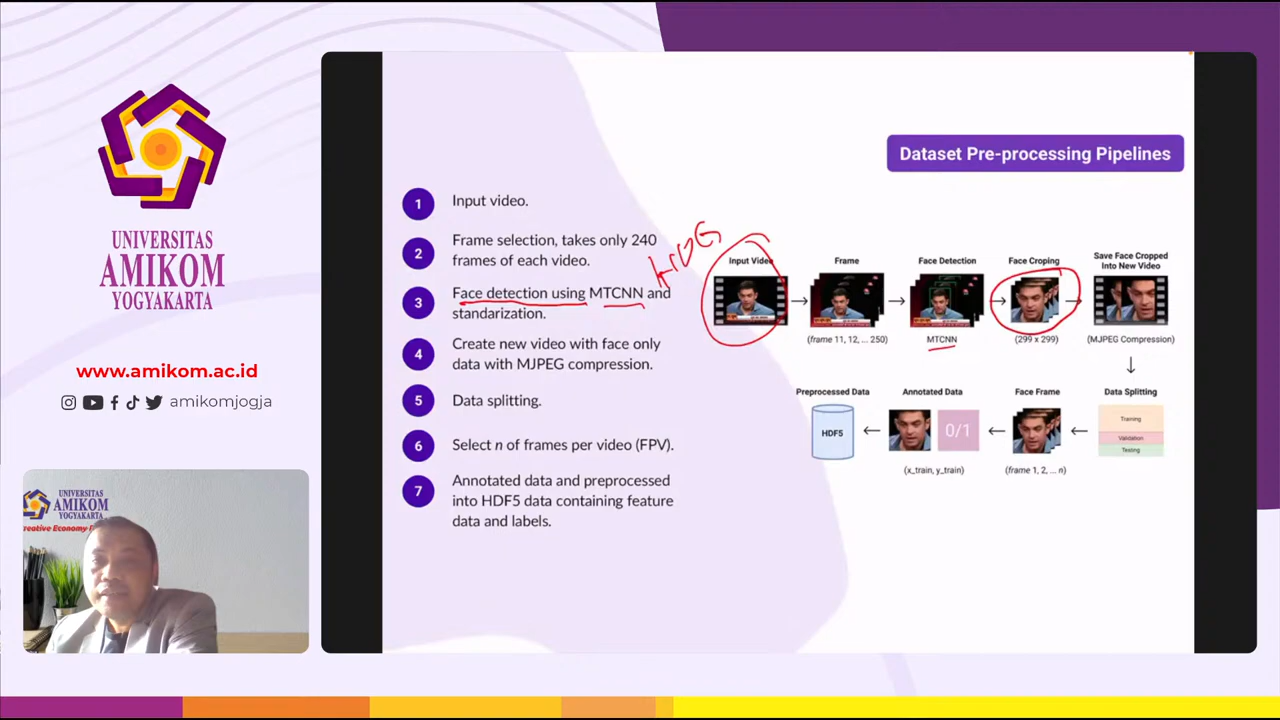 UNIVERSITAS
AMIKOM
YOGYAKARTA
www.amikom.ac.id
amikomjogja
UNIVERSITAS
AMIKOM
YOGYAKARTA
Dataset Pre-processing Pipelines
1 Input video.
2 Frame selection, takes only 240
frames of each video.
3 Face detection using MTCNN and
standarization.
4 Create new video with face only
data with MJPEG compression.
5 Data splitting.
6 Select n of frames per video (FPV).
7 Annotated data and preprocessed
into HDF5 data containing feature
data and labels.
HOG
Input Video
Frame
(frame 11, 12, ... 250)
Face Detection
MTCNN
Face Croping
(299 x 299)
Save Face Cropped
Into New Video
(MJPEG Compression)
Data Splitting
Training
Validation
Testing
Face Frame
(frame 1, 2, ... n)
Annotated Data
0/1
(x_train, y_train)
Preprocessed Data
HDF5